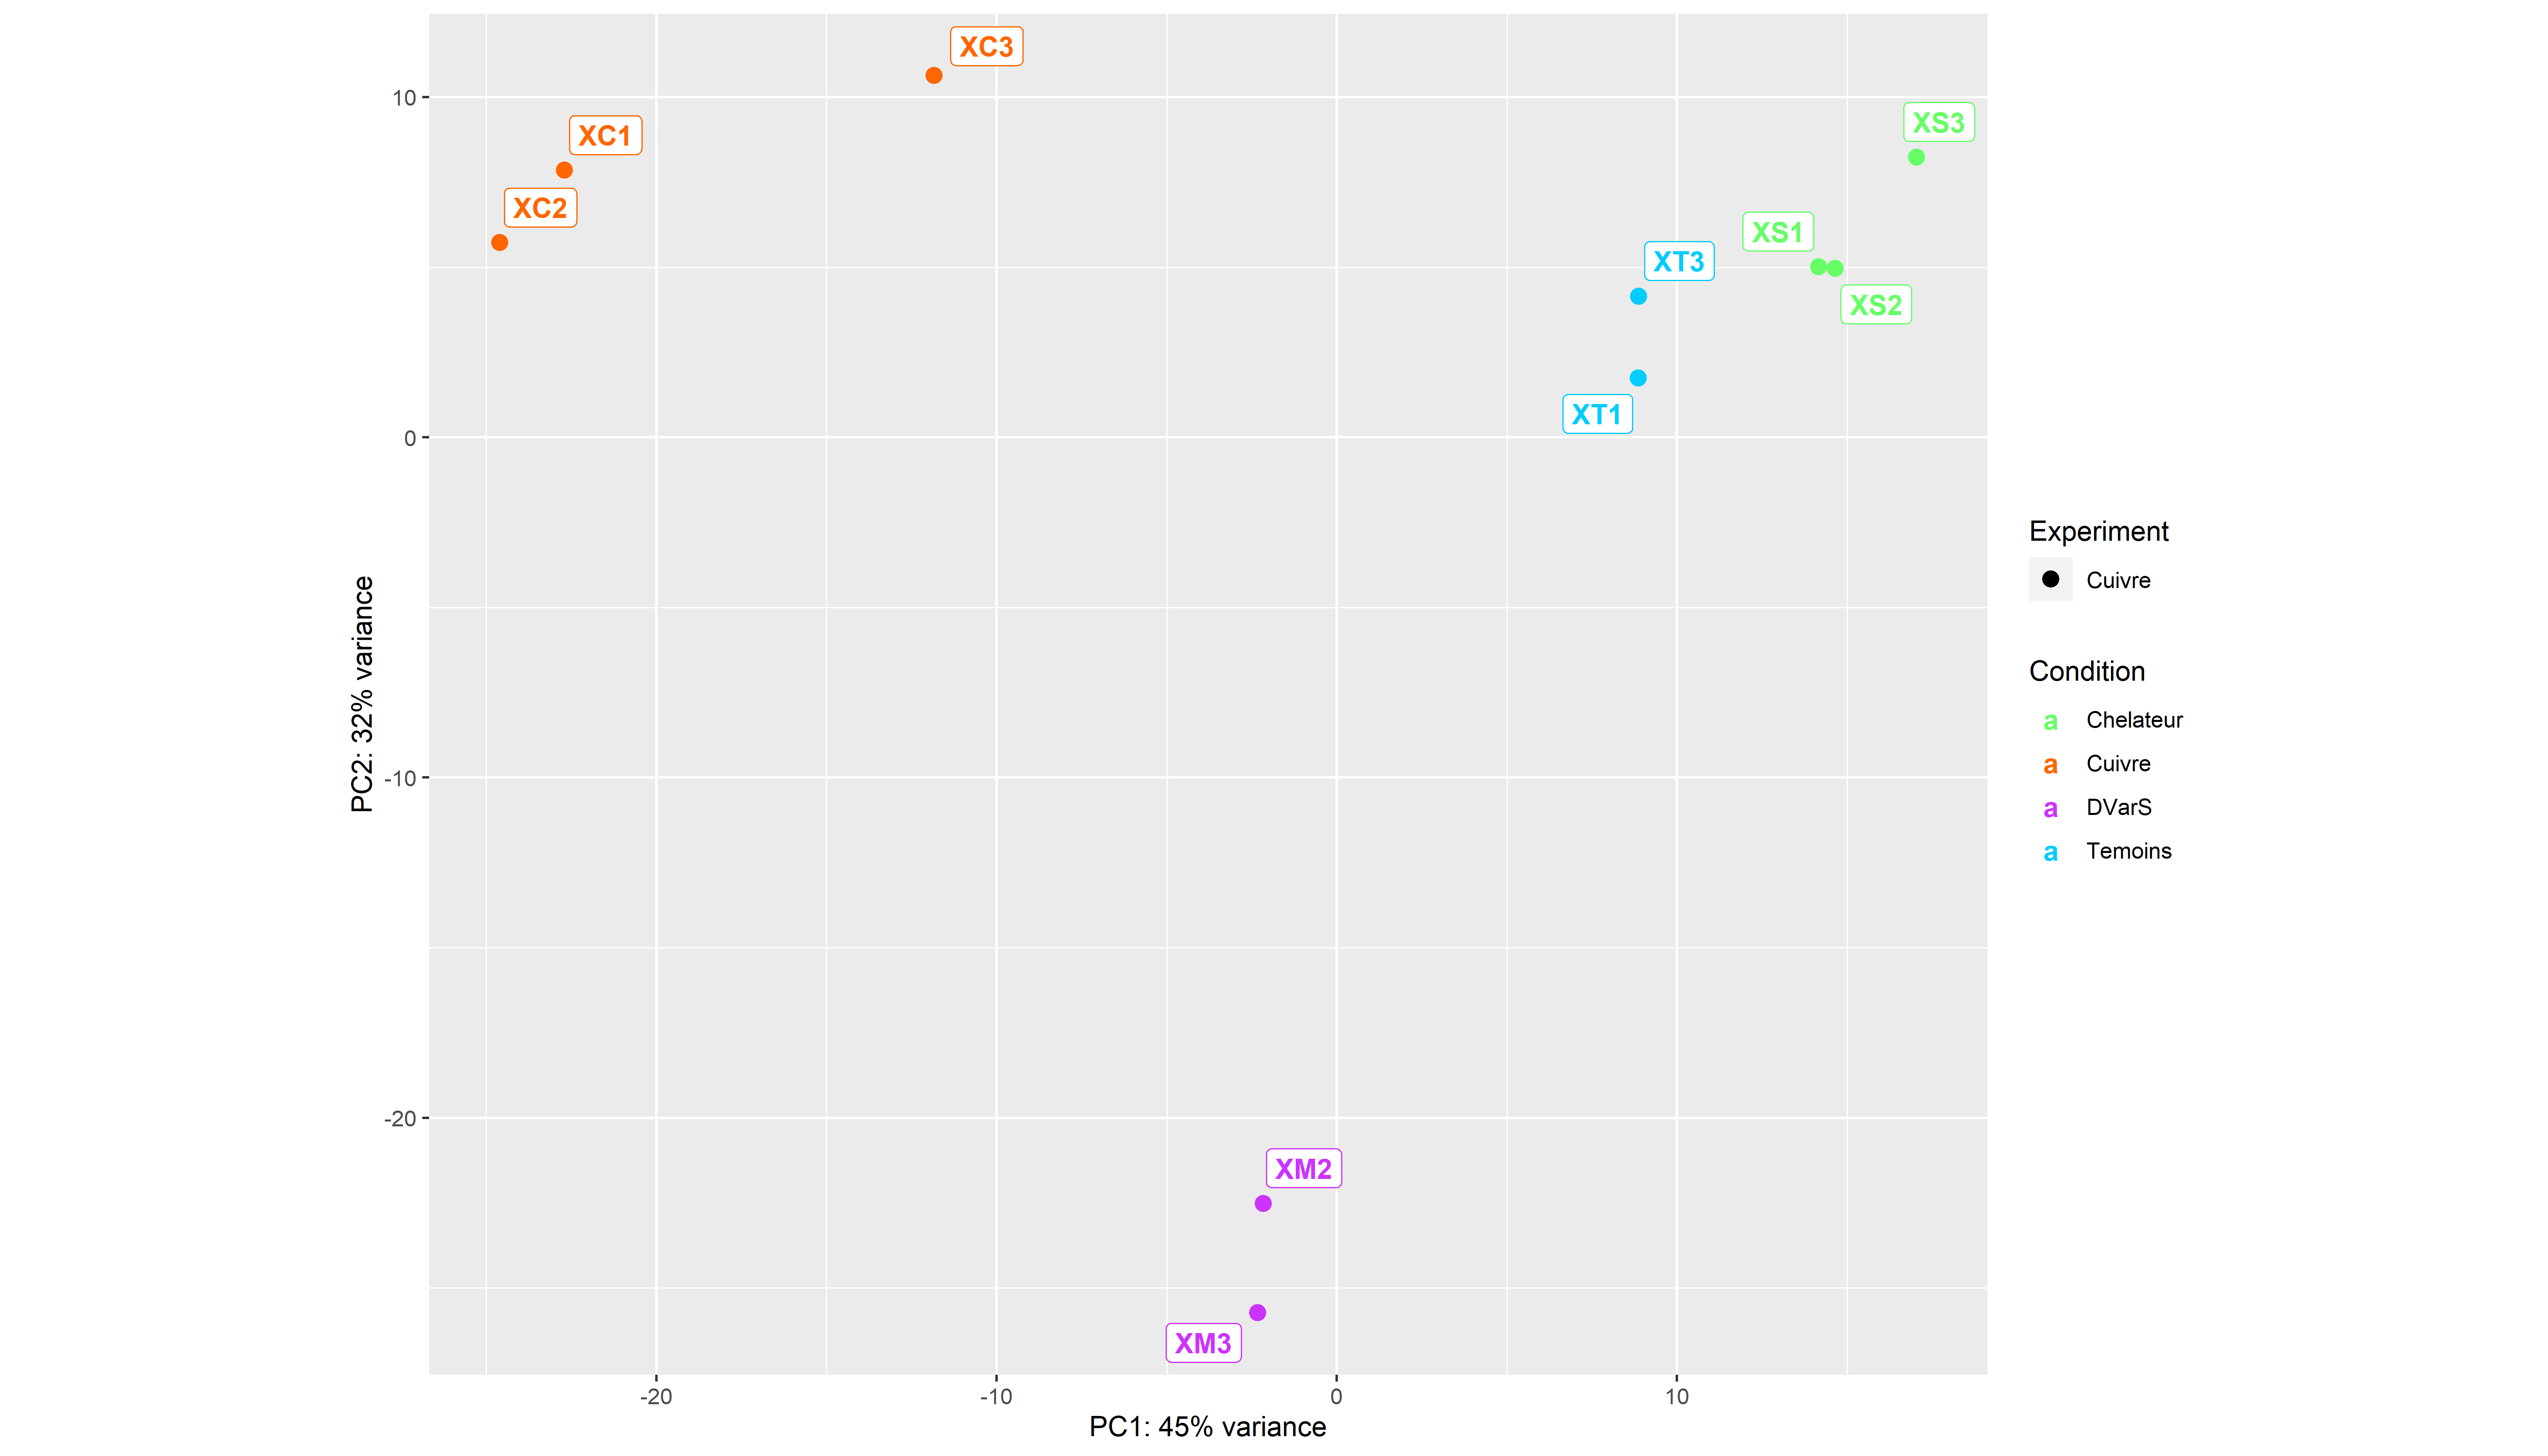 XC3
10
XS3
XC1
XC2
XS1
XT3
XS2
XT1
0
Experiment
Cuivre
PC2: 32% variance
Condition
a Chelateur
a Cuivre
-10
a DVarS
a Temoins
-20
XM2
XM3
-20 -10 0 10
PC1: 45% variance